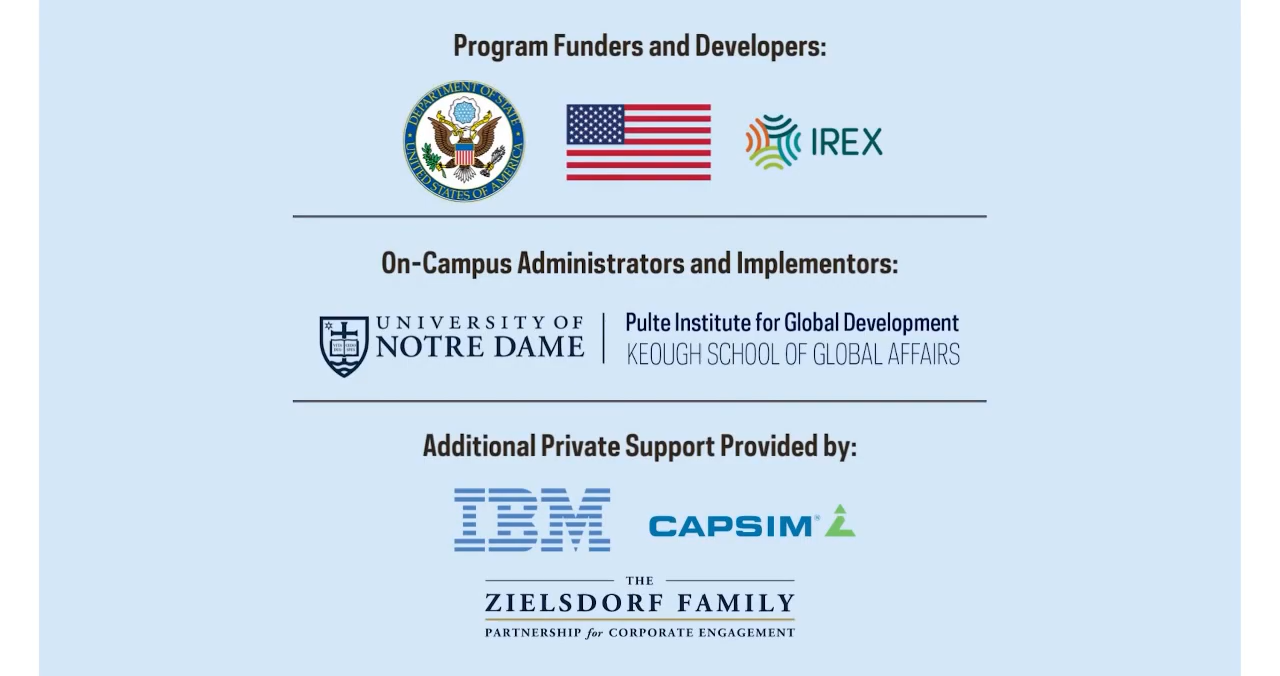 Program Funders and Developers:
DEPARTMENT OF STATE
UNITED STATES OF AMERICA
IREX
On-Campus Administrators and Implementors:
UNIVERSITY OF
NOTRE DAME
Pulte Institute for Global Development
KEOUGH SCHOOL OF GLOBAL AFFAIRS
Additional Private Support Provided by:
IBM
CAPSIM®
THE
ZIELSDORF FAMILY
PARTNERSHIP for CORPORATE ENGAGEMENT